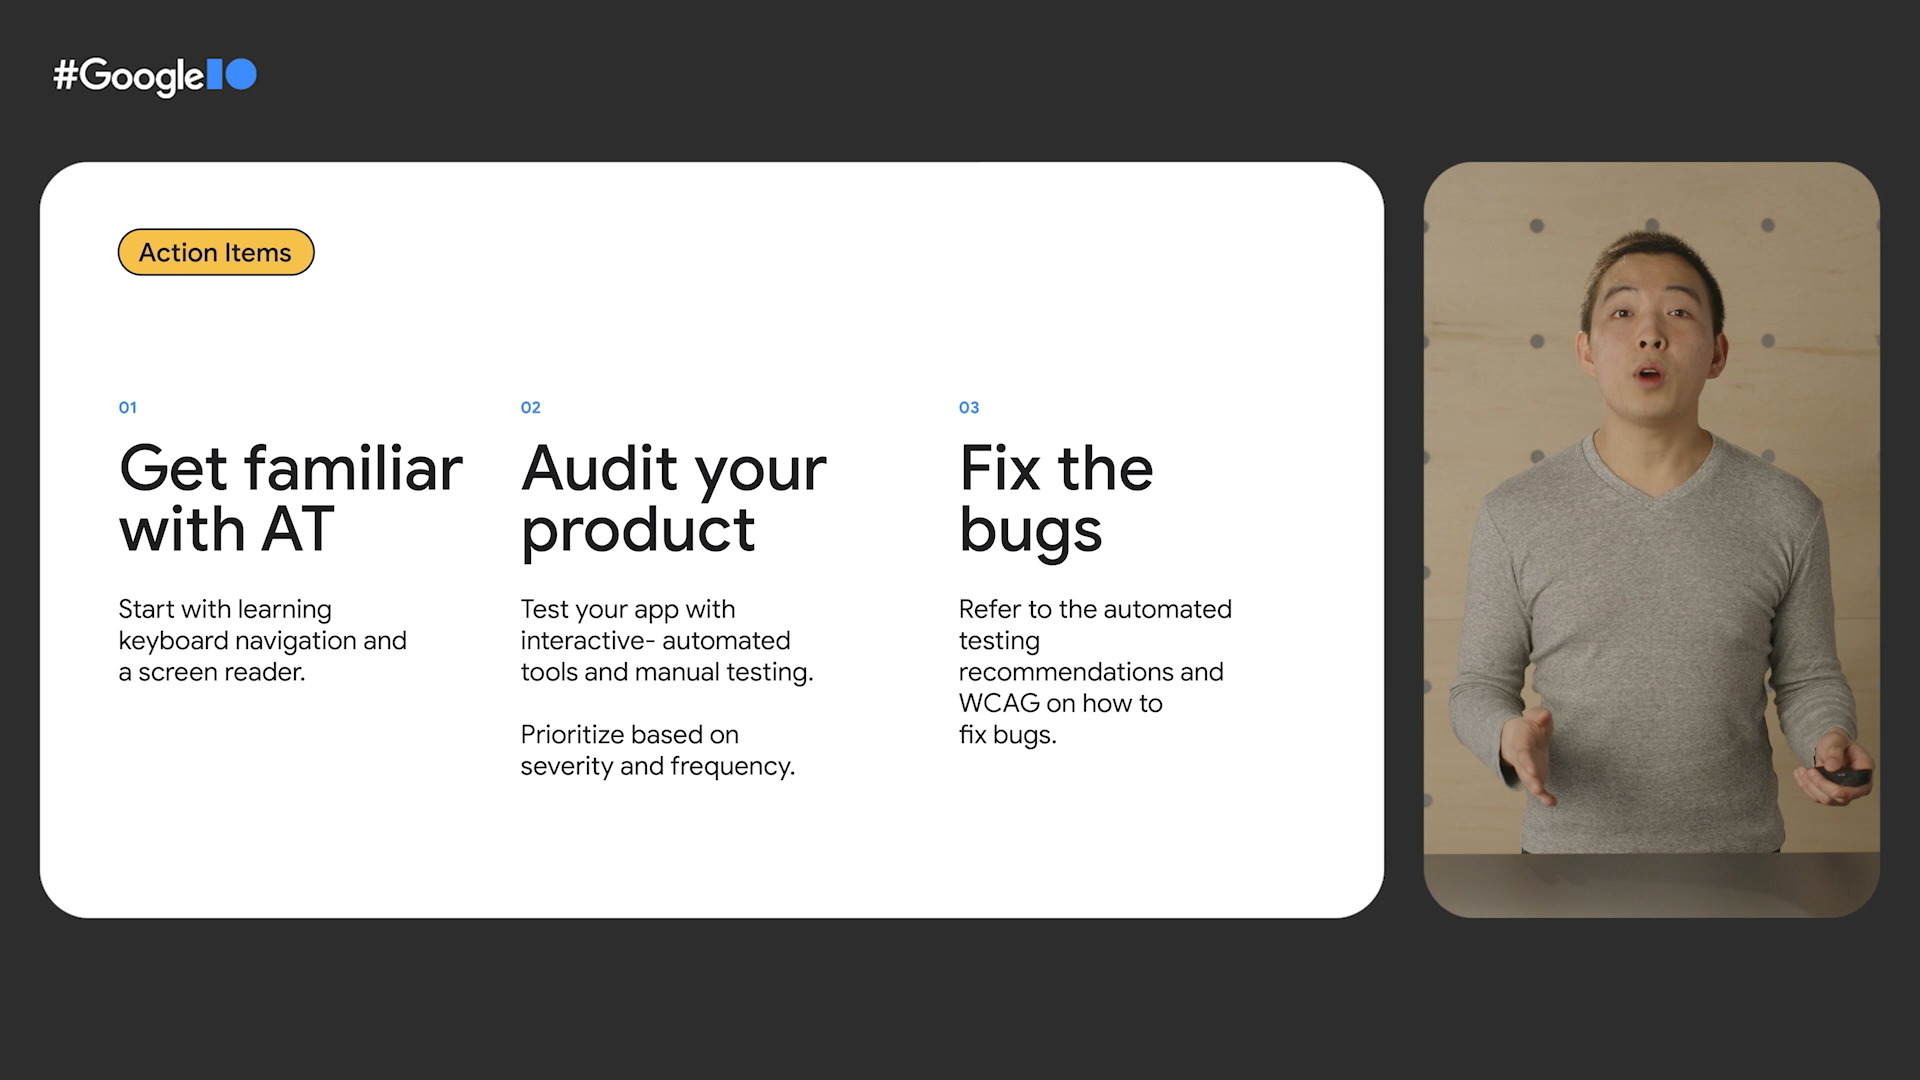 #GoogleIO
Action Items
01
Get familiar
with AT
Start with learning
keyboard navigation and
a screen reader.
02
Audit your
product
Test your app with
interactive- automated
tools and manual testing.
Prioritize based on
severity and frequency.
03
Fix the
bugs
Refer to the automated
testing
recommendations and
WCAG on how to
fix bugs.